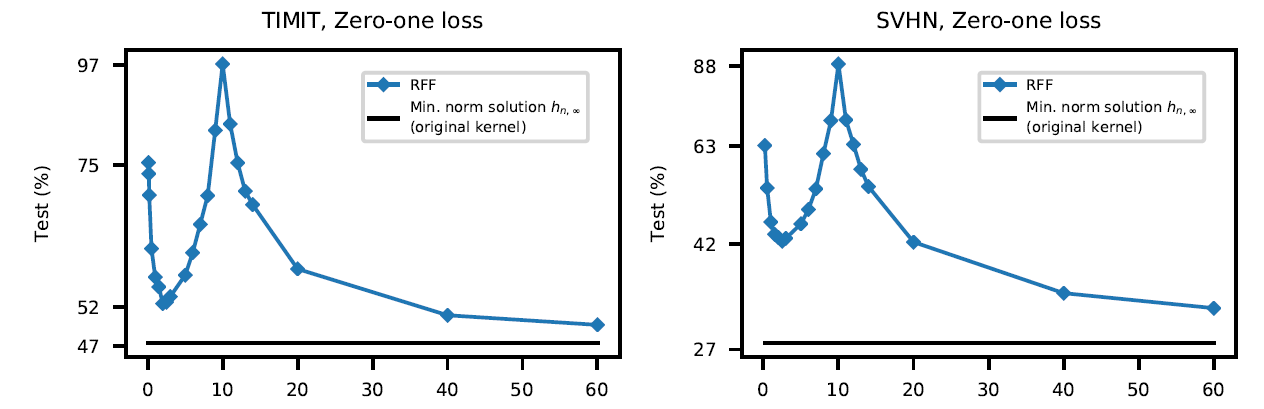 TIMIT, Zero-one loss
97
75
52
47
Test (%)
RFF
Min. norm solution hₙ,∞
(original kernel)
0 10 20 30 40 50 60
SVHN, Zero-one loss
88
63
42
27
Test (%)
RFF
Min. norm solution hₙ,∞
(original kernel)
0 10 20 30 40 50 60